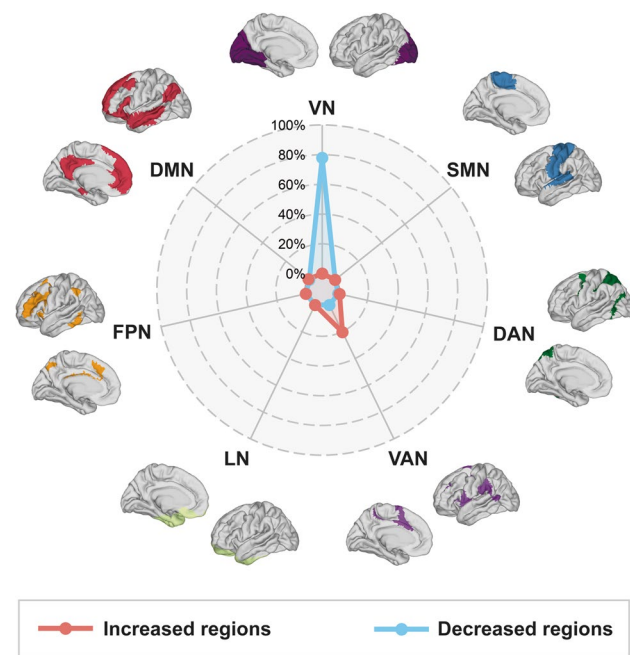 VN
100%
80%
60%
40%
20%
0%
DMN
SMN
FPN
DAN
LN
VAN
Increased regions
Decreased regions